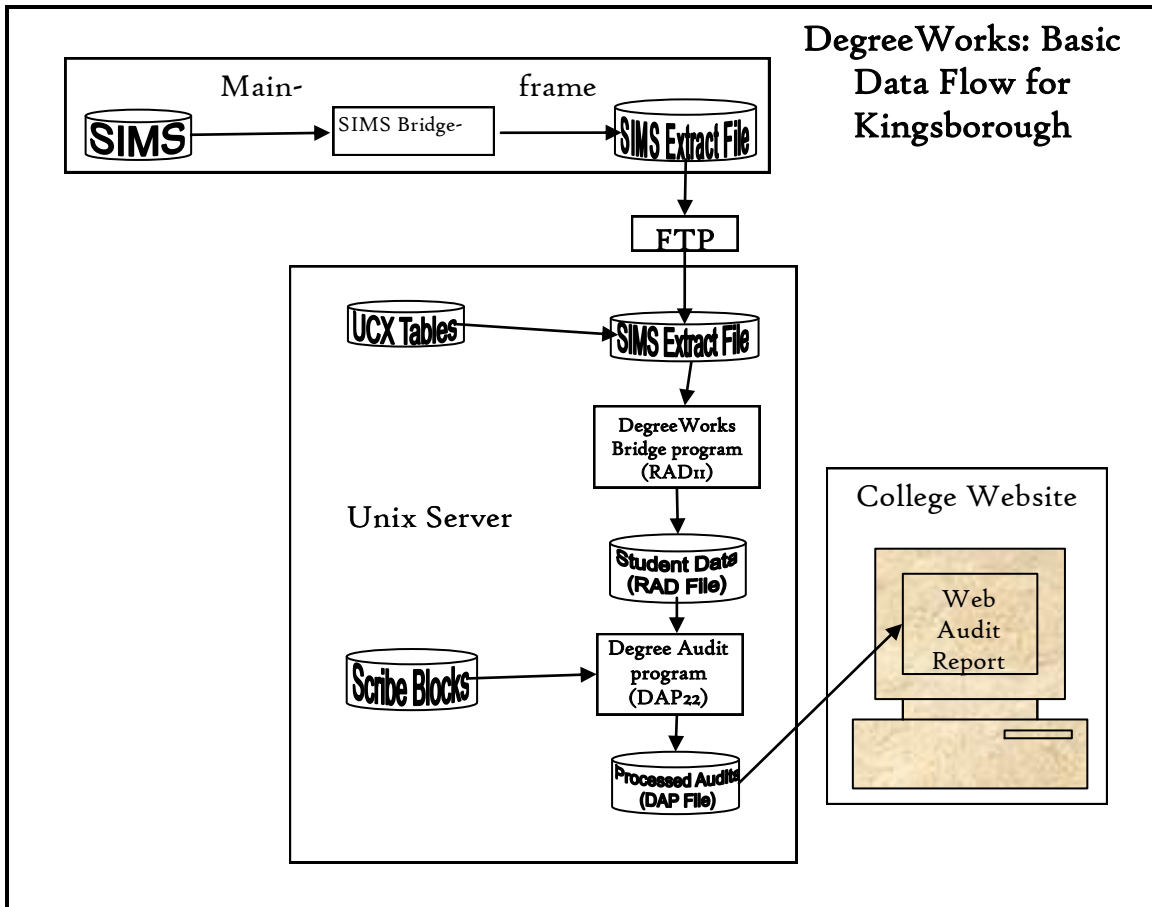 DegreeWorks: Basic
Data Flow for
Kingsborough
Main- frame
SIMS
SIMS Bridge-
SIMS Extract File
FTP
UCX Tables
SIMS Extract File
DegreeWorks
Bridge program
(RAD11)
Unix Server
Student Data
(RAD File)
Scribe Blocks
Degree Audit
program
(DAP22)
Processed Audits
(DAP File)
College Website
Web
Audit
Report